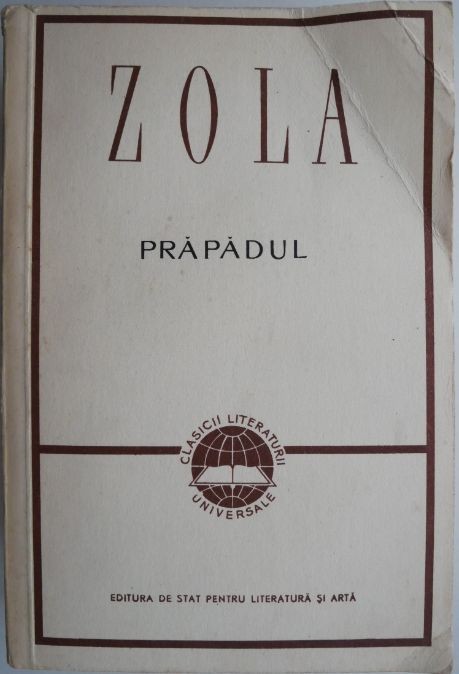 ZOLA
PRĂPĂDUL
CLASICII LITERATURII
UNIVERSALE
EDITURA DE STAT PENTRU LITERATURĂ ȘI ARTĂ